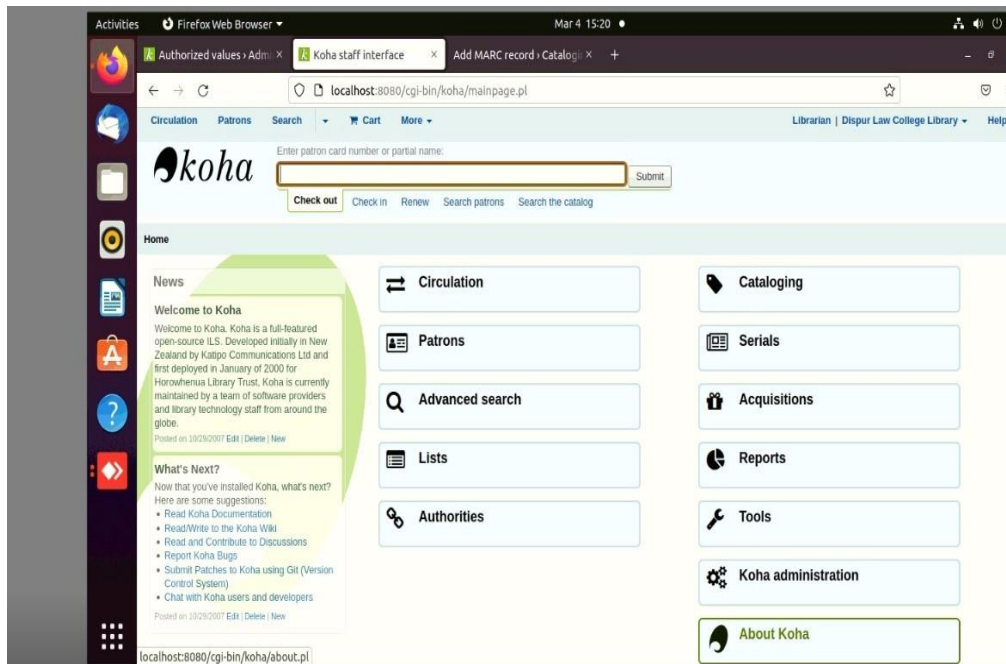 Activities Firefox Web Browser Mar 4 15:20
Authorized values › Adm × Koha staff interface × Add MARC record › Catalogi × +
localhost:8080/cgi-bin/koha/mainpage.pl
Circulation Patrons Search Cart More Librarian | Dispur Law College Library Help
koha
Enter patron card number or partial name:
Submit
Check out Check in Renew Search patrons Search the catalog
Home
News
Welcome to Koha
Welcome to Koha. Koha is a full-featured
open-source ILS. Developed initially in New
Zealand by Katipo Communications Ltd and
first deployed in January of 2000 for
Horowhenua Library Trust, Koha is currently
maintained by a team of software providers
and library technology staff from around the
globe.
Posted on 10/29/2007 Edit | Delete | New
What's Next?
Now that you've installed Koha, what's next?
Here are some suggestions:
• Read Koha Documentation
• Read/Write to the Koha Wiki
• Read and Contribute to Discussions
• Report Koha Bugs
• Submit Patches to Koha using Git (Version
Control System)
• Chat with Koha users and developers
Posted on 10/29/2007 Edit | Delete | New
Circulation
Patrons
Advanced search
Lists
Authorities
Cataloging
Serials
Acquisitions
Reports
Tools
Koha administration
About Koha
localhost:8080/cgi-bin/koha/about.pl